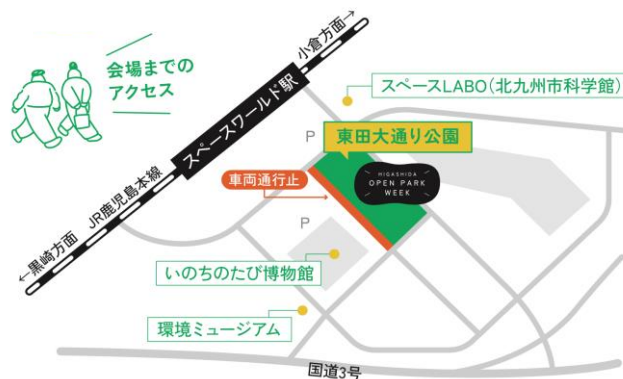 会場までの
アクセス
小倉方面→
スペースワールド駅
JR鹿児島本線
←黒崎方面
スペースLABO(北九州市科学館)
P
東田大通り公園
HIGASHIDA
OPEN PARK
WEEK
車両通行止
P
いのちのたび博物館
環境ミュージアム
国道3号